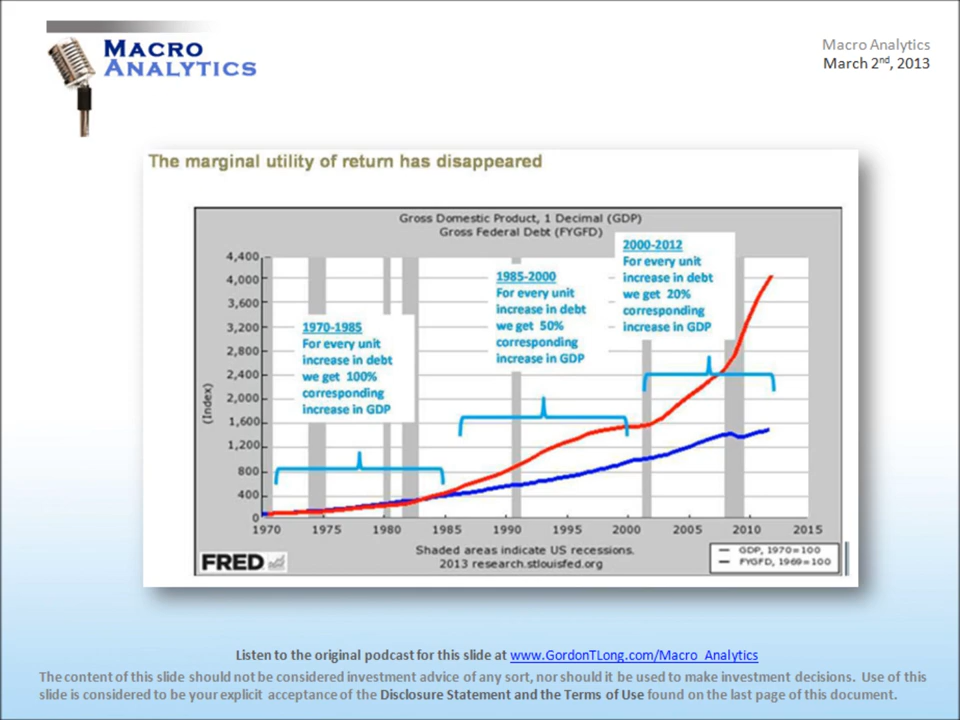 MACRO
ANALYTICS
Macro Analytics
March 2nd, 2013
The marginal utility of return has disappeared
Gross Domestic Product, 1 Decimal (GDP)
Gross Federal Debt (FYGFD)
4,400
4,000
3,600
3,200
2,800
2,400
2,000
1,600
1,200
800
400
0
(Index)
1970-1985
For every unit
increase in debt
we get 100%
corresponding
increase in GDP
1985-2000
For every unit
increase in debt
we get 50%
corresponding
increase in GDP
2000-2012
For every unit
increase in debt
we get 20%
corresponding
increase in GDP
1970 1975 1980 1985 1990 1995 2000 2005 2010 2015
FRED
Shaded areas indicate US recessions.
2013 research.stlouisfed.org
GDP, 1970=100
FYGFD, 1969=100
Listen to the original podcast for this slide at www.GordonTLong.com/Macro_Analytics
The content of this slide should not be considered investment advice of any sort, nor should it be used to make investment decisions. Use of this
slide is considered to be your explicit acceptance of the Disclosure Statement and the Terms of Use found on the last page of this document.